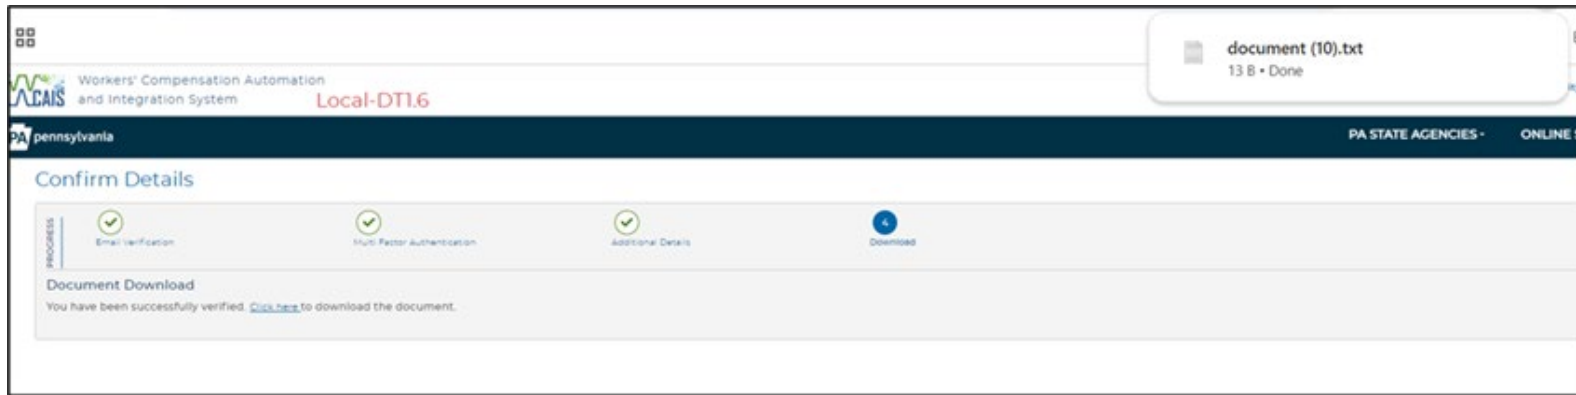 document (10).txt
13 B • Done
Workers' Compensation Automation
and Integration System
CAIS
Local-DT1.6
PA pennsylvania
PA STATE AGENCIES
ONLINE
Confirm Details
PROGRESS
4
Email Verification
Multi Factor Authentication
Additional Details
Download
Document Download
You have been successfully verified. Click here to download the document.